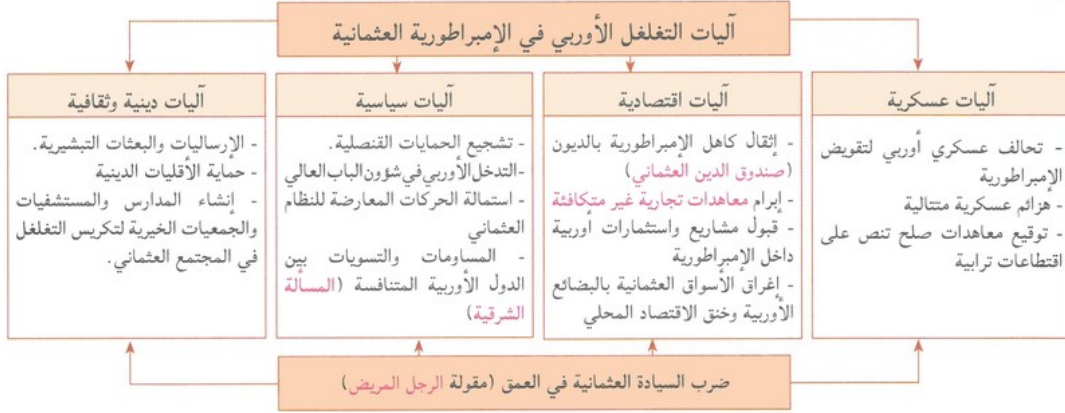 آليات التغلغل الأوربي في الإمبراطورية العثمانية
آليات عسكرية
- تحالف عسكري أوربي لتقويض
الإمبراطورية
- هزائم عسكرية متتالية
- توقيع معاهدات صلح تنص على
اقتطاعات ترابية
آليات اقتصادية
- إثقال كاهل الإمبراطورية بالديون
(صندوق الدين العثماني)
- إبرام معاهدات تجارية غير متكافئة
- قبول مشاريع واستثمارات أوربية
داخل الإمبراطورية
- إغراق الأسواق العثمانية بالبضائع
الأوربية وخنق الاقتصاد المحلي
آليات سياسية
- تشجيع الحمايات القنصلية.
-التدخل الأوربي في شؤون الباب العالي
- استمالة الحركات المعارضة للنظام
العثماني
- المساومات والتسويات بين
الدول الأوربية المتنافسة (المسألة
الشرقية)
آليات دينية وثقافية
- الإرساليات والبعثات التبشيرية.
- حماية الأقليات الدينية
- إنشاء المدارس والمستشفيات
والجمعيات الخيرية لتكريس التغلغل
في المجتمع العثماني.
ضرب السيادة العثمانية في العمق (مقولة الرجل المريض)